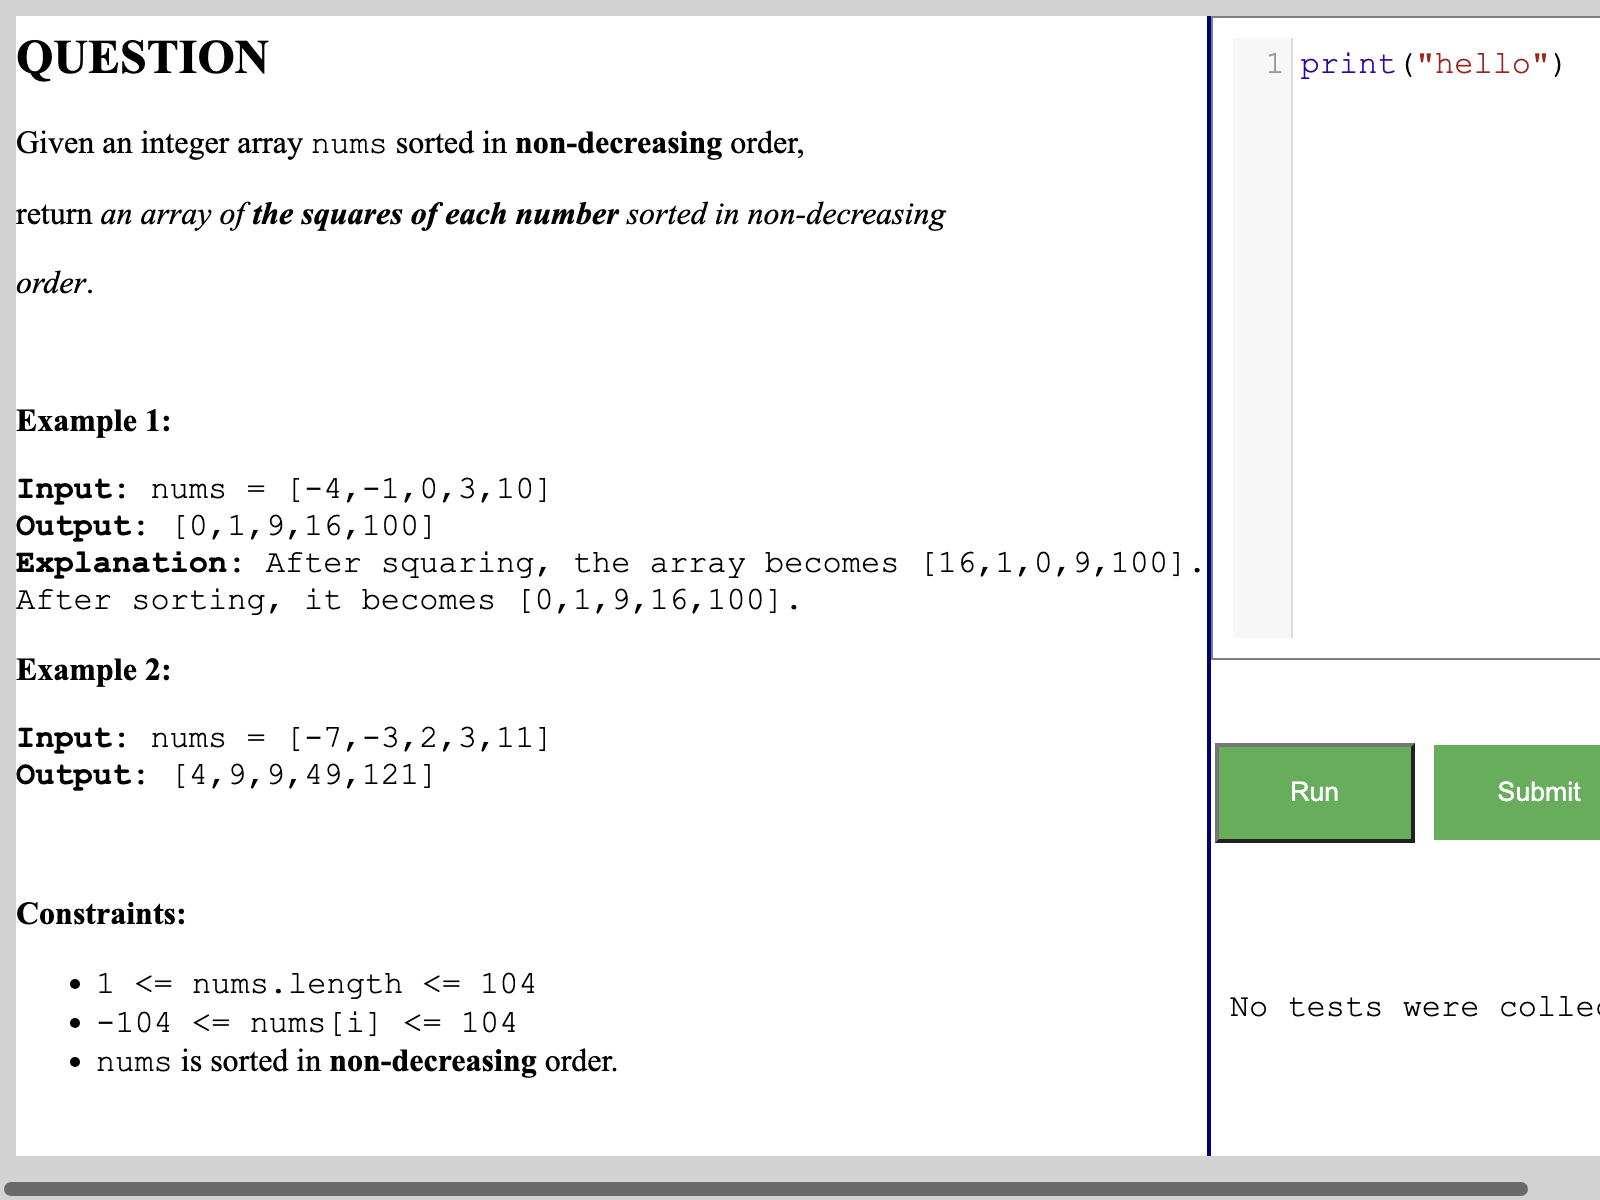 QUESTION
Given an integer array nums sorted in non-decreasing order,
return an array of the squares of each number sorted in non-decreasing
order.
Example 1:
Input: nums = [-4,-1,0,3,10]
Output: [0,1,9,16,100]
Explanation: After squaring, the array becomes [16,1,0,9,100].
After sorting, it becomes [0,1,9,16,100].
Example 2:
Input: nums = [-7,-3,2,3,11]
Output: [4,9,9,49,121]
Constraints:
• 1 <= nums.length <= 104
• -104 <= nums[i] <= 104
• nums is sorted in non-decreasing order.
1 print("hello")
Run
Submit
No tests were